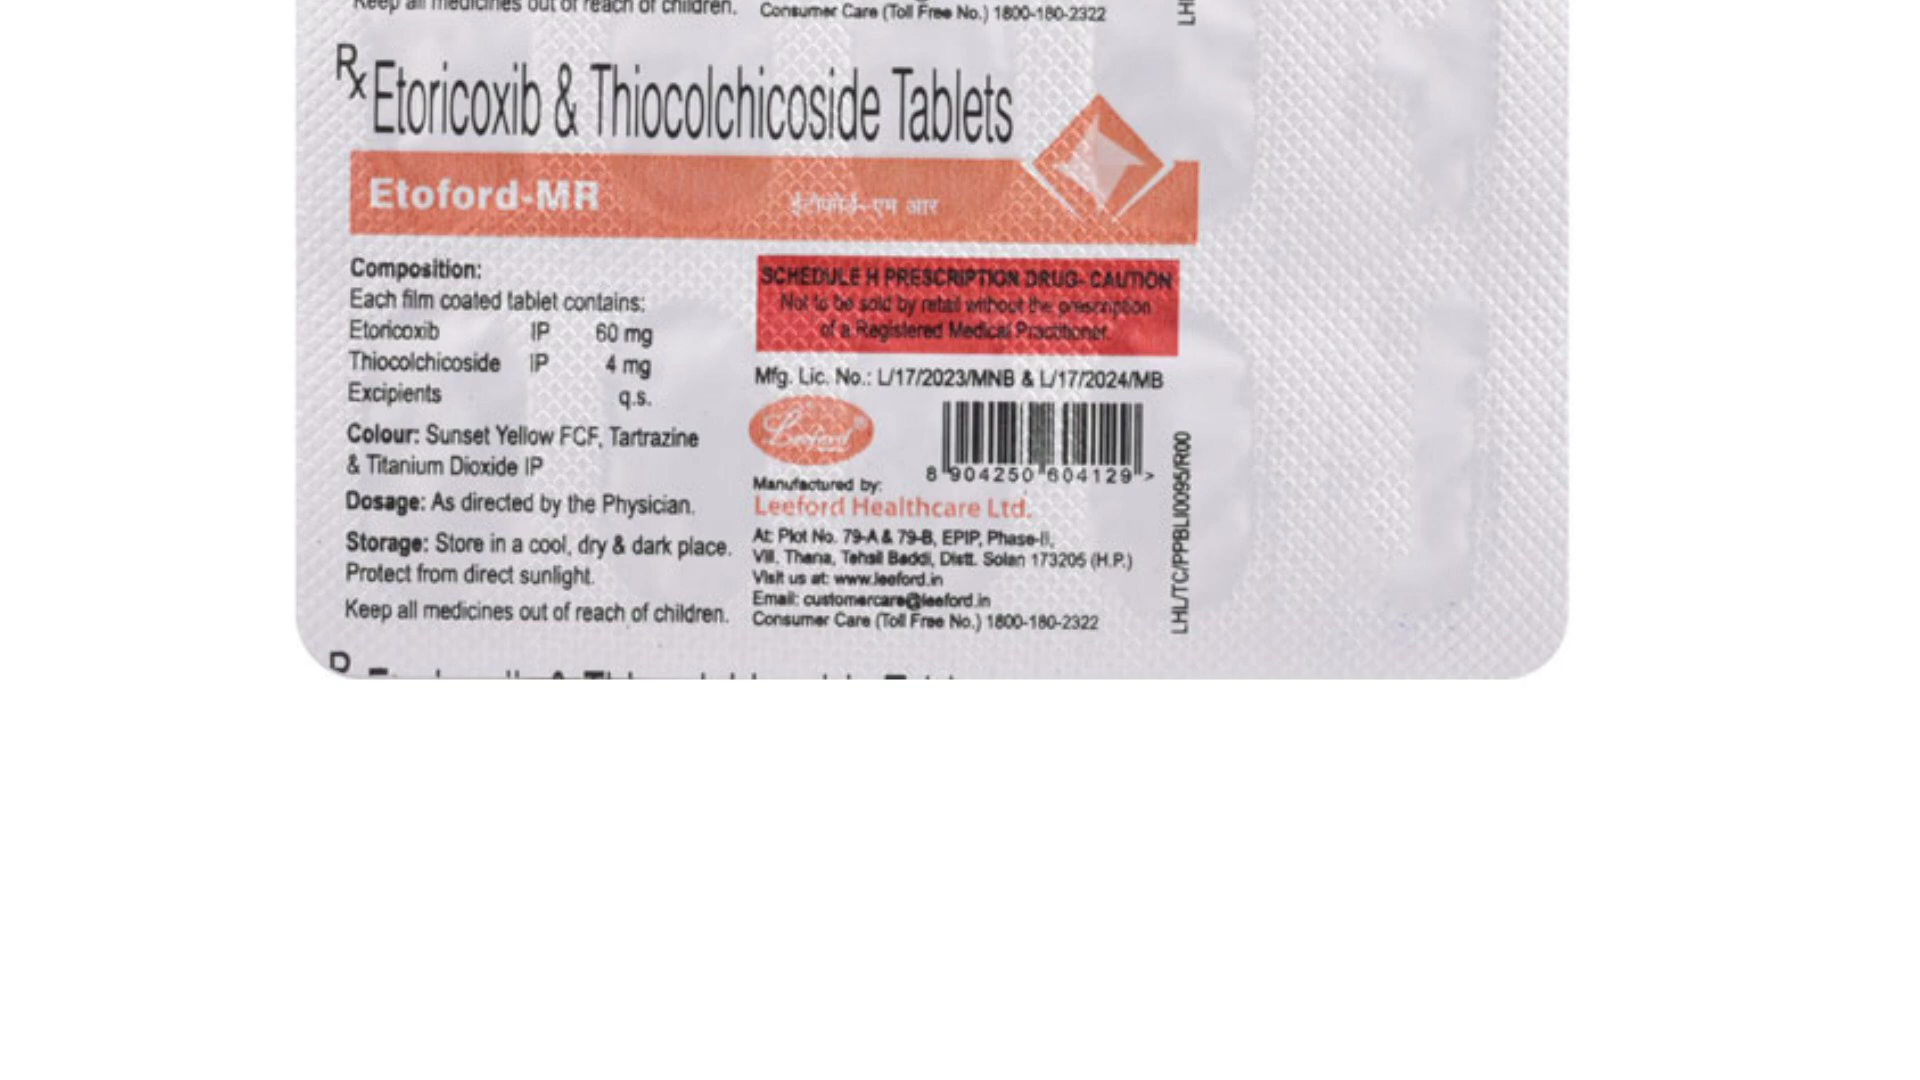 Keep all medicines out of reach of children.
Consumer Care (Toll Free No.) 1800-180-2322
LHL
Rx Etoricoxib & Thiocolchicoside Tablets
Etoford-MR
ईटोफोर्ड-एम आर
Composition:
Each film coated tablet contains:
Etoricoxib IP 60 mg
Thiocolchicoside IP 4 mg
Excipients q.s.
Colour: Sunset Yellow FCF, Tartrazine
& Titanium Dioxide IP
Dosage: As directed by the Physician.
Storage: Store in a cool, dry & dark place.
Protect from direct sunlight.
Keep all medicines out of reach of children.
SCHEDULE H PRESCRIPTION DRUG- CAUTION
Not to be sold by retail without the prescription
of a Registered Medical Practitioner.
Mfg. Lic. No.: L/17/2023/MNB & L/17/2024/MB
Leeford®
8 904250 604129 >
Manufactured by:
Leeford Healthcare Ltd.
At: Plot No. 79-A & 79-B, EPIP, Phase-II,
Vill. Thana, Tehsil Baddi, Distt. Solan 173205 (H.P.)
Visit us at: www.leeford.in
Email: customercare@leeford.in
Consumer Care (Toll Free No.) 1800-180-2322
LHL/TC/PPBLI0095/R00